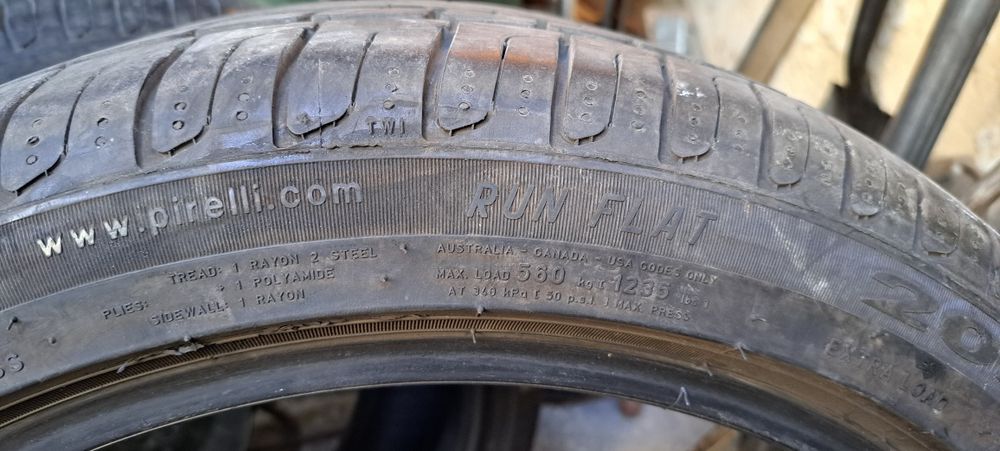 TWI
www.pirelli.com
RUN FLAT
TREAD: 1 RAYON 2 STEEL
+ 1 POLYAMIDE
PLIES:
SIDEWALL: 1 RAYON
AUSTRALIA - CANADA - USA CODES ONLY
MAX. LOAD 560 kg [ 1235 lbs ]
AT 340 kPa [ 50 p.s.i. ] MAX. PRESS
20
EXTRA LOAD